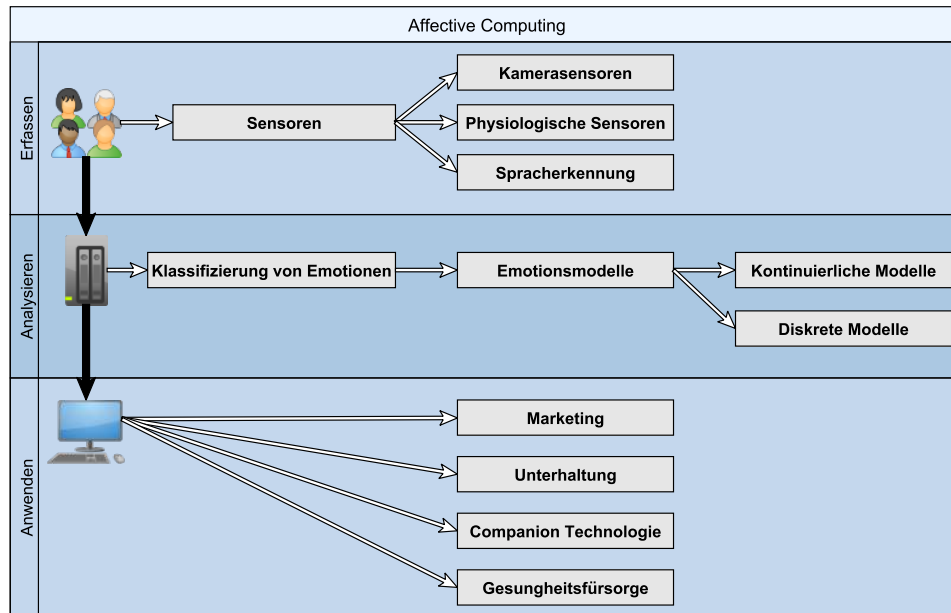 Affective Computing
Erfassen
Sensoren
Kamerasensoren
Physiologische Sensoren
Spracherkennung
Analysieren
Klassifizierung von Emotionen
Emotionsmodelle
Kontinuierliche Modelle
Diskrete Modelle
Anwenden
Marketing
Unterhaltung
Companion Technologie
Gesungheitsfürsorge